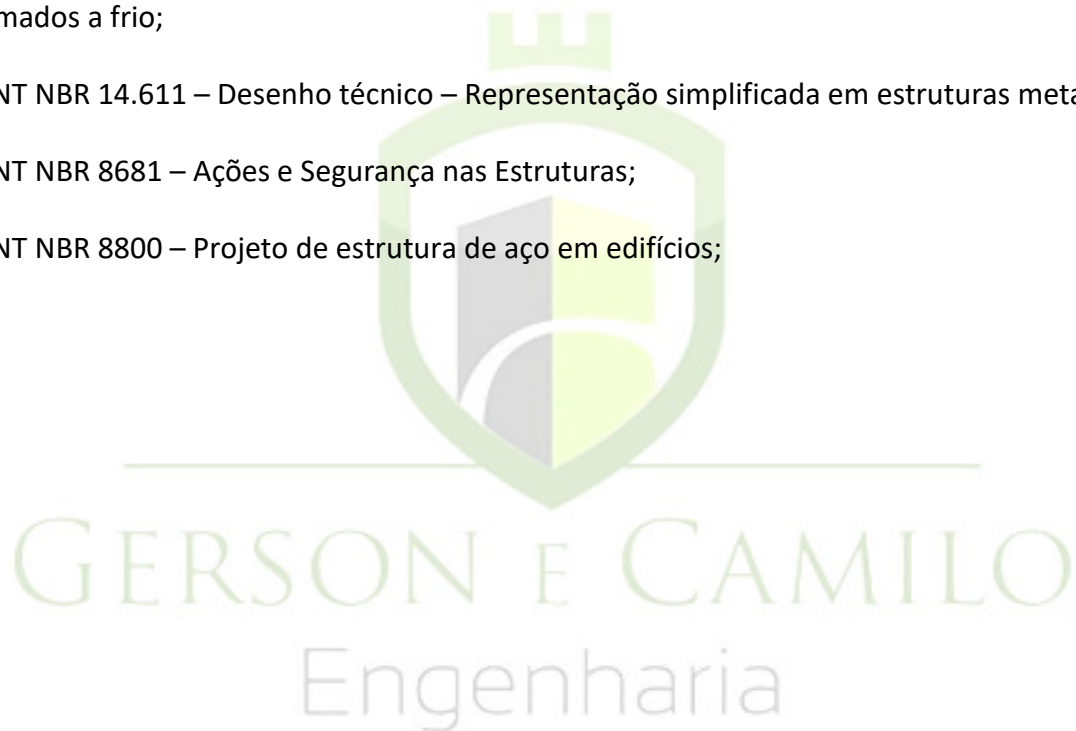 mados a frio;
NT NBR 14.611 – Desenho técnico – Representação simplificada em estruturas metá
NT NBR 8681 – Ações e Segurança nas Estruturas;
NT NBR 8800 – Projeto de estrutura de aço em edifícios;
GERSON E CAMILO
Engenharia